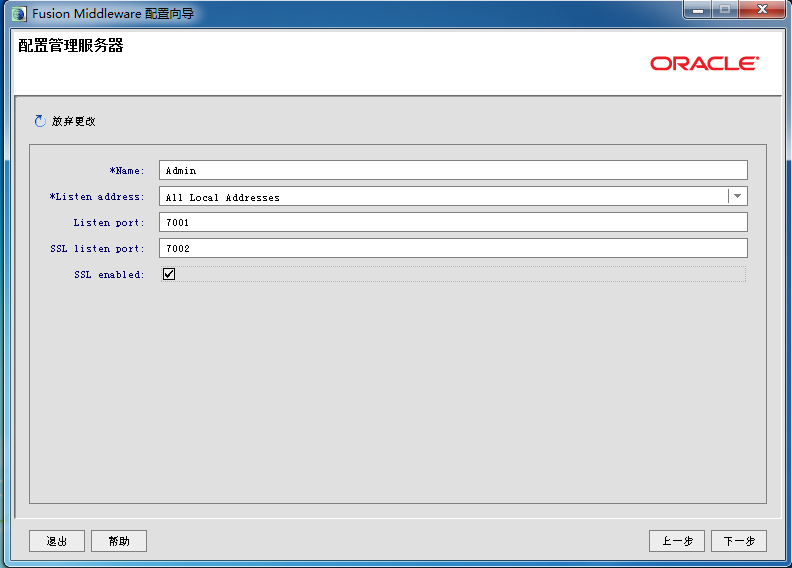 Fusion Middleware 配置向导
配置管理服务器
ORACLE
放弃更改
*Name: Admin
*Listen address: All Local Addresses
Listen port: 7001
SSL listen port: 7002
SSL enabled:
退出 帮助 上一步 下一步